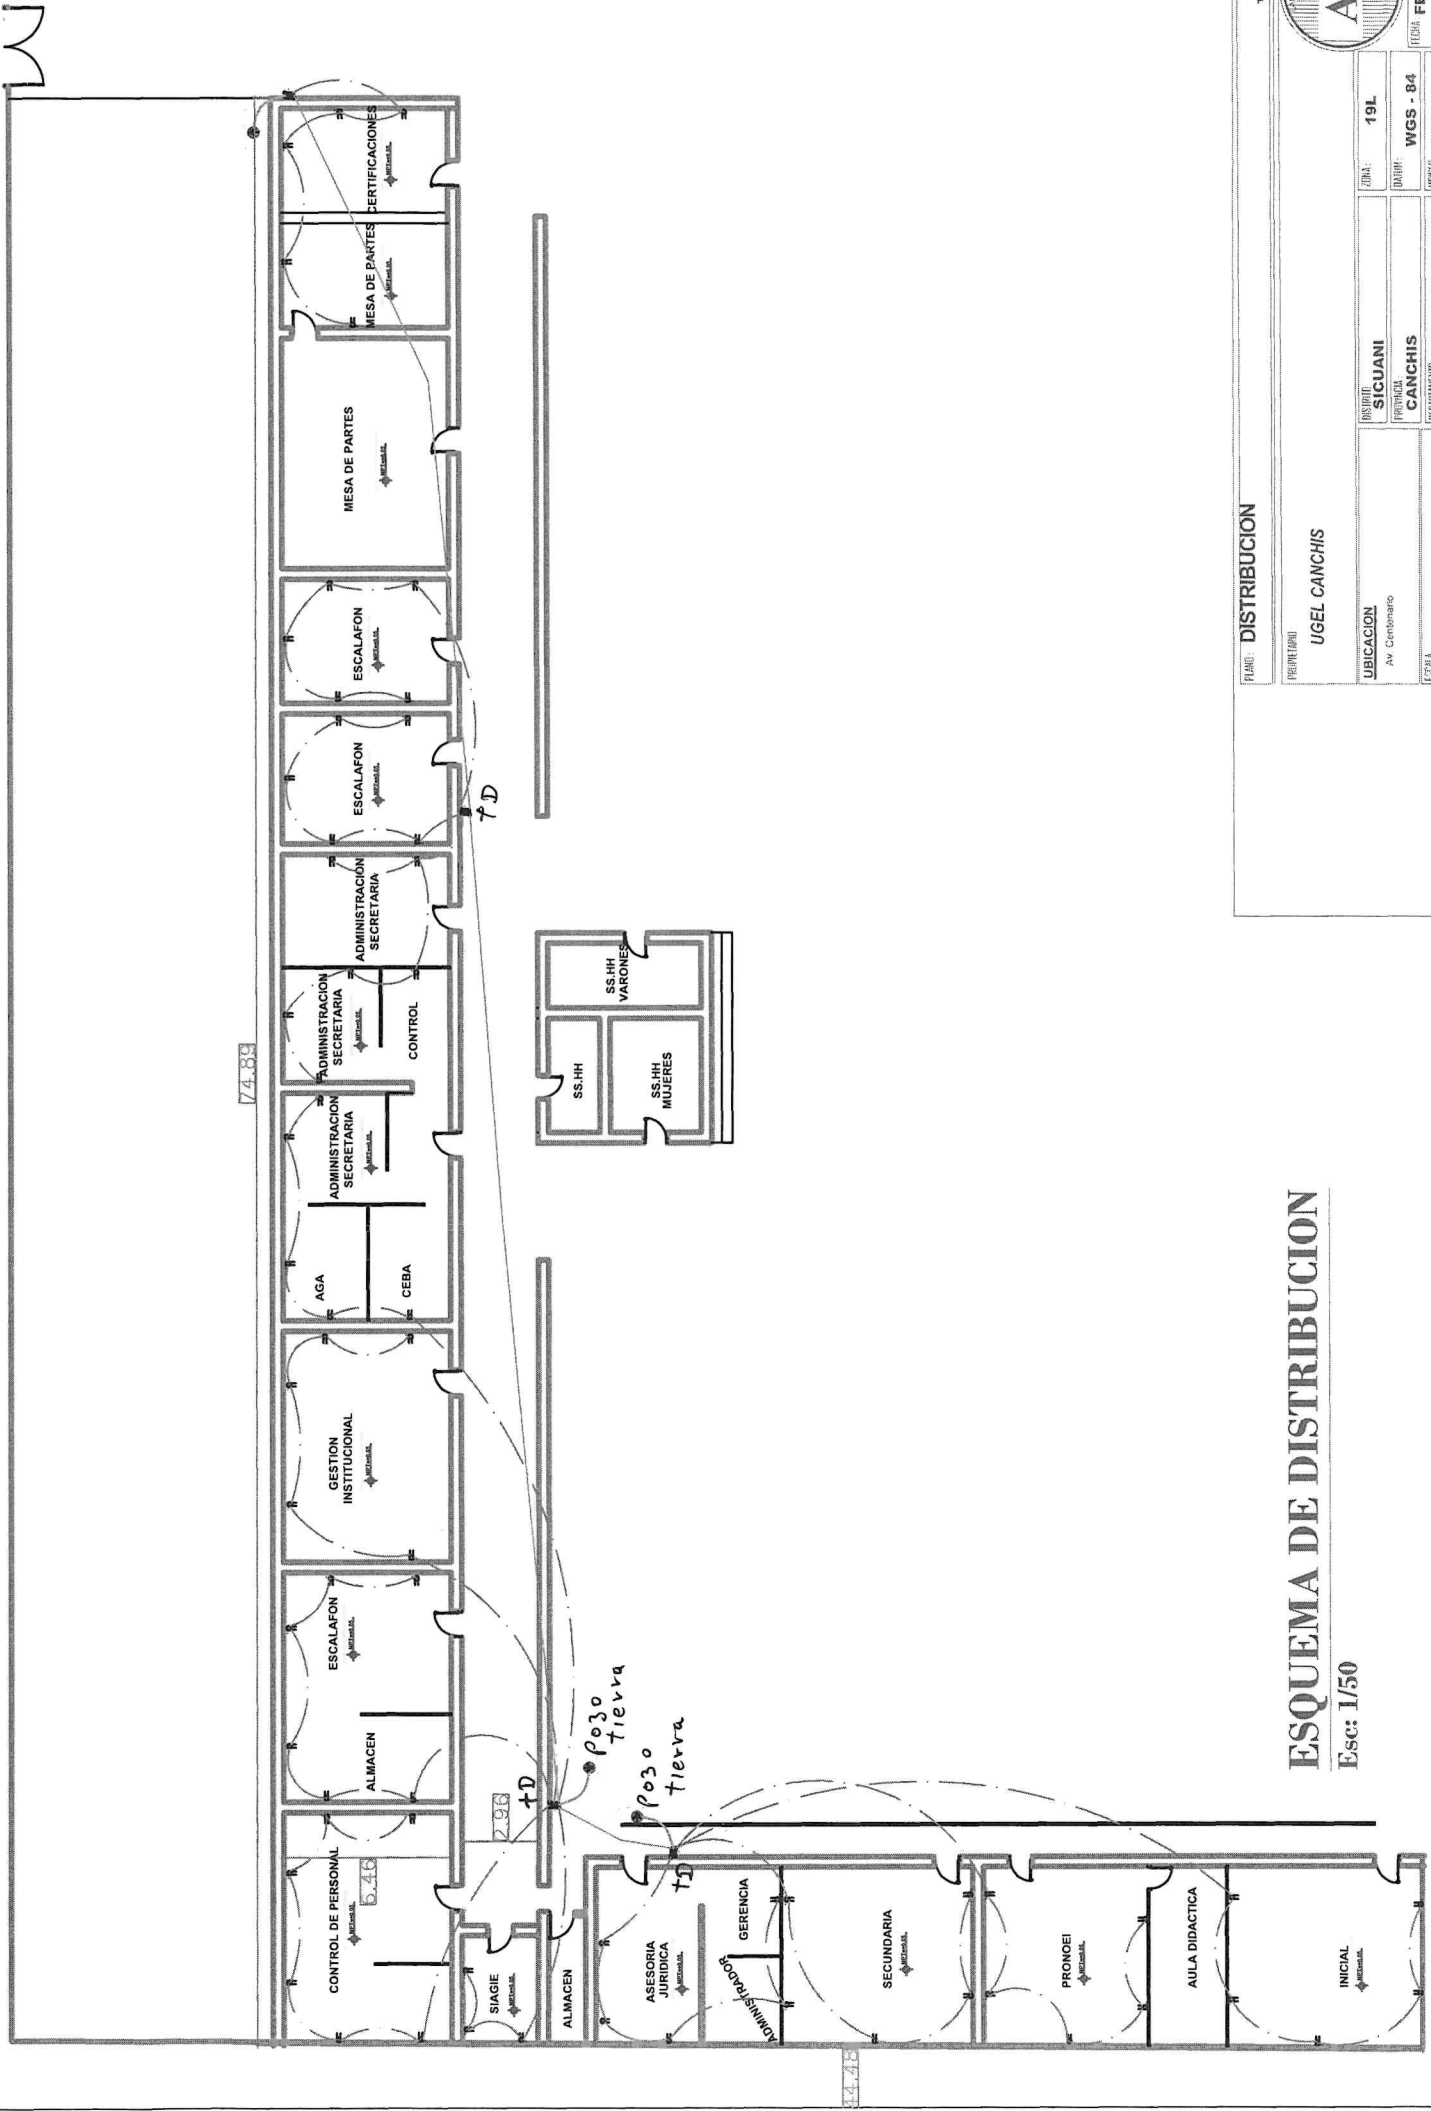 CERTIFICACIONES
MESA DE PARTES
MESA DE PARTES
ESCALAFON
ESCALAFON
ADMINISTRACION
SECRETARIA
ADMINISTRACION
SECRETARIA
CONTROL
ADMINISTRACION
SECRETARIA
AGA
CEBA
GESTION
INSTITUCIONAL
ESCALAFON
ALMACEN
CONTROL DE PERSONAL
SIAGIE
ALMACEN
ASESORIA
JURIDICA
GERENCIA
ADMINISTRADOR
SECUNDARIA
PRONOEI
AULA DIDACTICA
INICIAL
SS.HH
VARONES
SS.HH
SS.HH
MUJERES
74.89
2.96
44.48
TD
TD
TD
Pozo
tierra
Pozo
tierra
ESQUEMA DE DISTRIBUCION
Esc: 1/50
PLANO: DISTRIBUCION
PROPIETARIO
UGEL CANCHIS
UBICACION
Av. Centenario
DISTRITO
SICUANI
PROVINCIA
CANCHIS
ZONA: 19L
DATUM: WGS - 84
FECHA
A